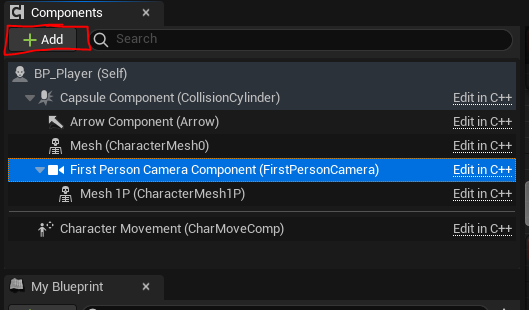 Components
Add
Search
BP_Player (Self)
Capsule Component (CollisionCylinder) Edit in C++
Arrow Component (Arrow) Edit in C++
Mesh (CharacterMesh0) Edit in C++
First Person Camera Component (FirstPersonCamera) Edit in C++
Mesh 1P (CharacterMesh1P) Edit in C++
Character Movement (CharMoveComp) Edit in C++
My Blueprint